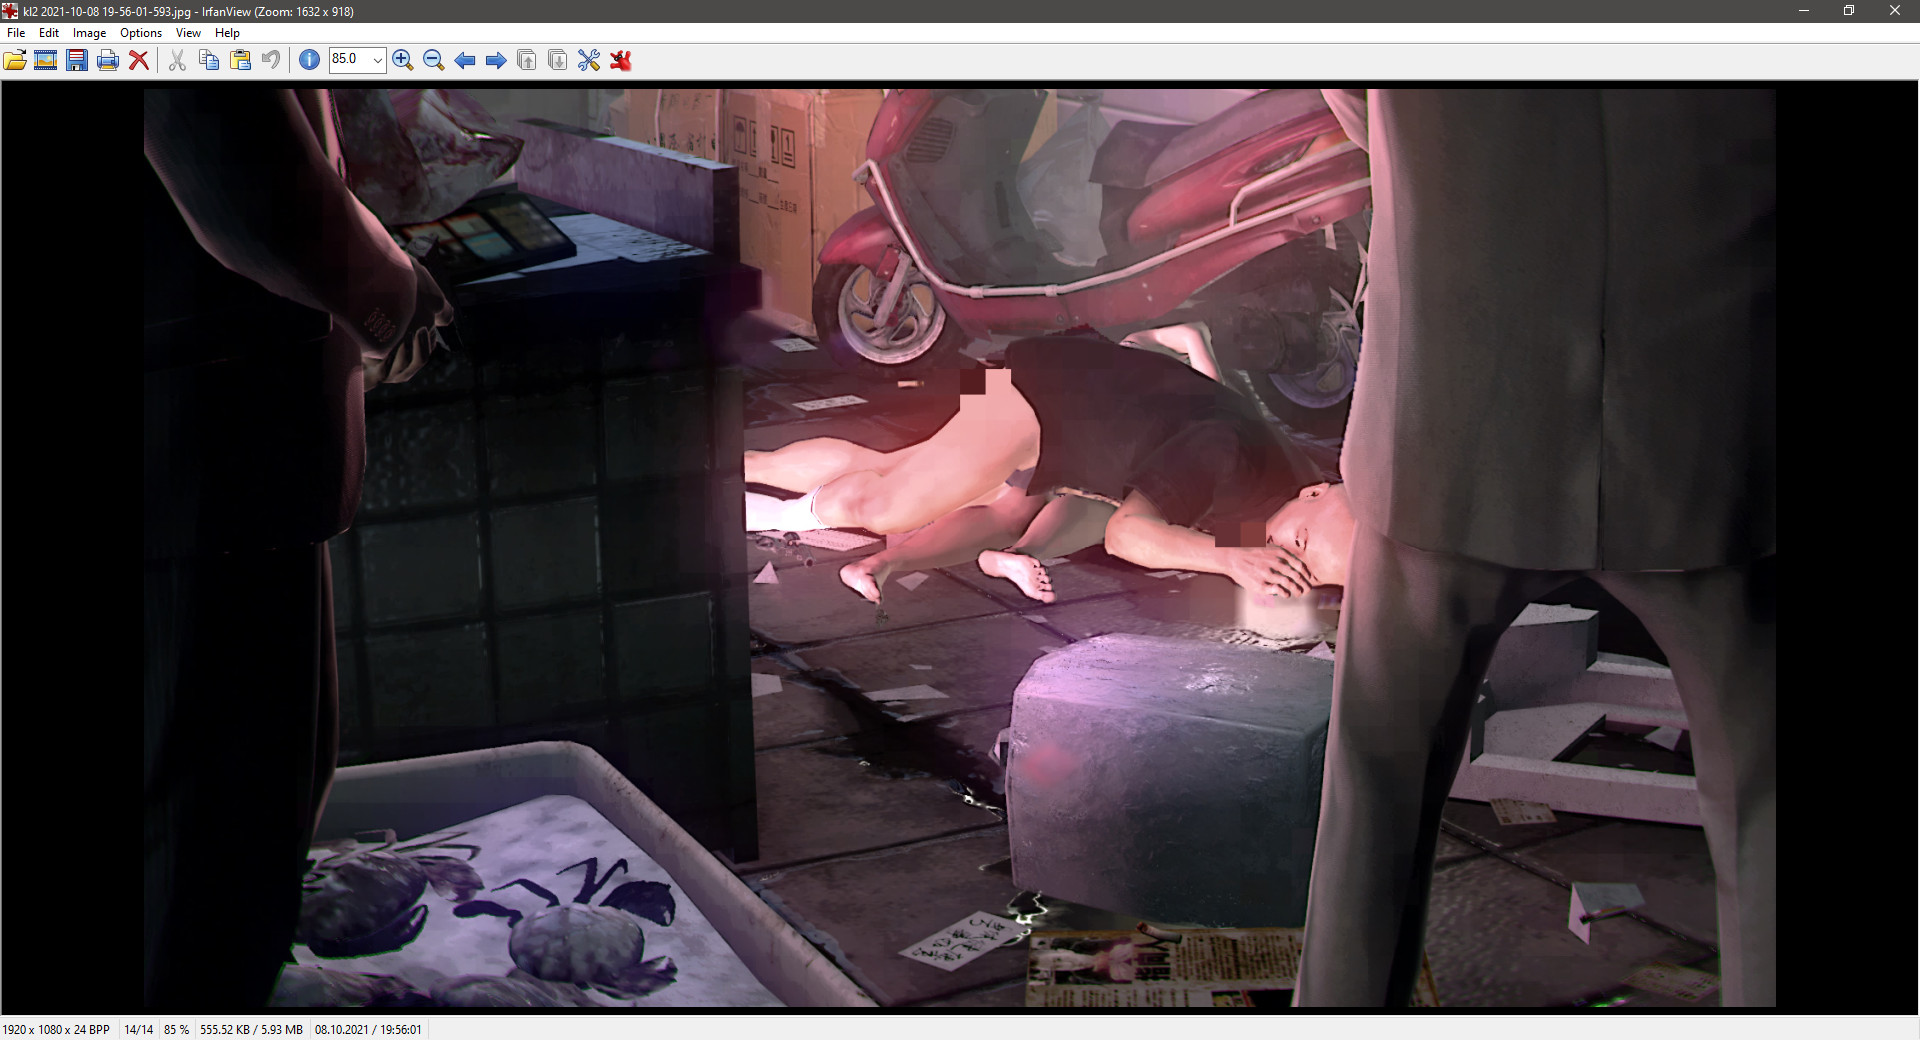 kl2 2021-10-08 19-56-01-593.jpg - IrfanView (Zoom: 1632 x 918)
File Edit Image Options View Help
85.0
1920 x 1080 x 24 BPP 14/14 85 % 555.52 KB / 5.93 MB 08.10.2021 / 19:56:01